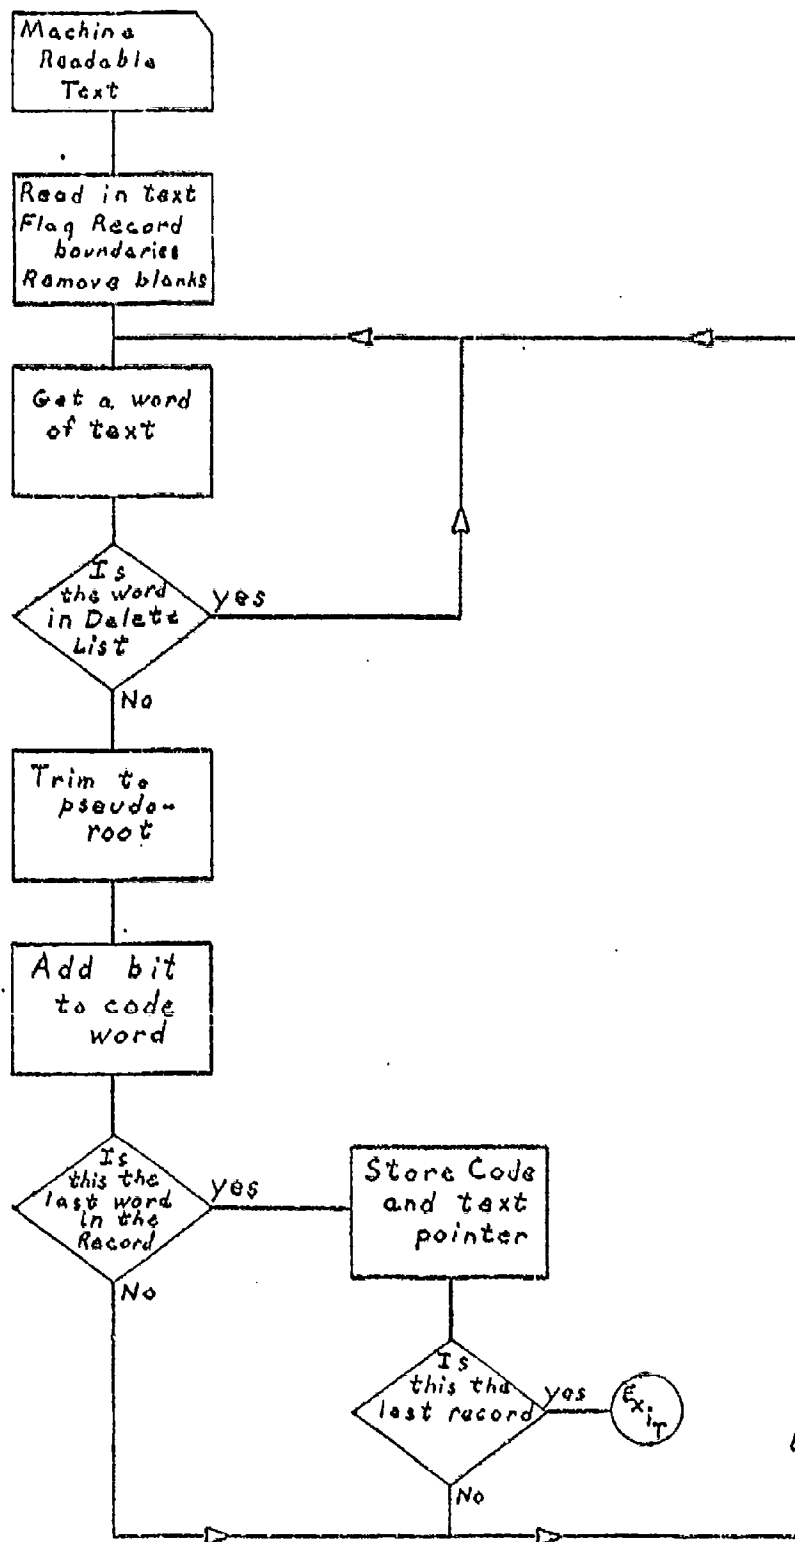 Machine
Readable
Text
Read in text
Flag Record
boundaries
Remove blanks
Get a word
of text
Is
the word
in Delete
List
yes
No
Trim to
pseudo-
root
Add bit
to code
word
Is
this the
last word
in the
Record
yes
No
Store Code
and text
pointer
Is
this the
last record
yes
No
ExiT